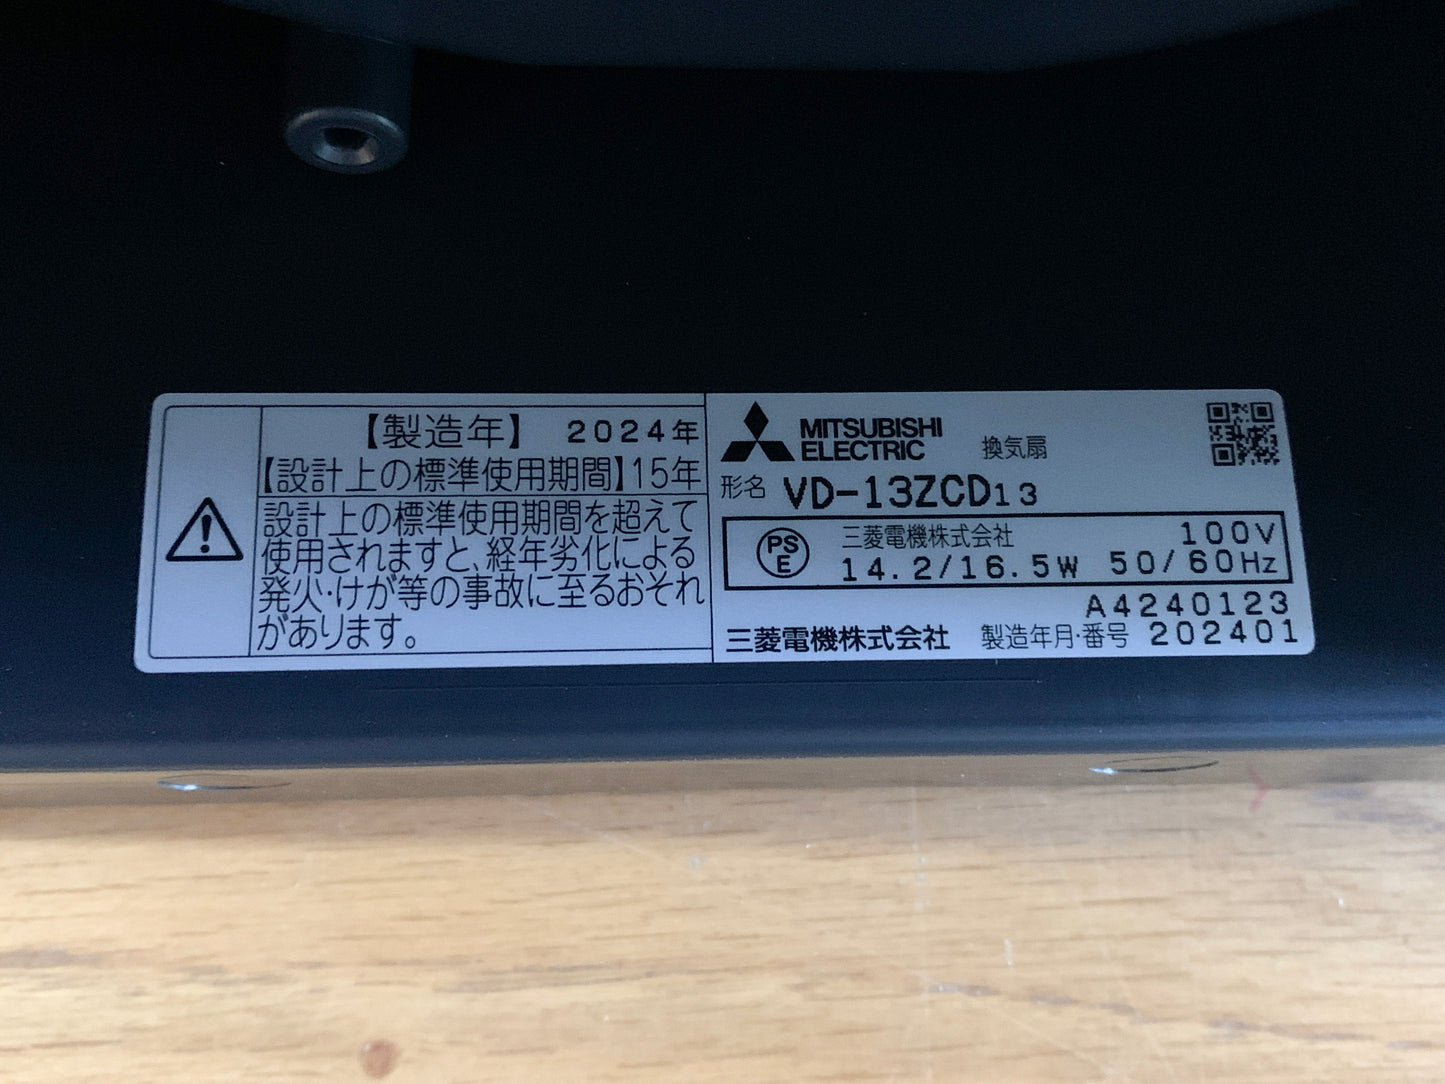 【製造年】 2024年
【設計上の標準使用期間】15年
設計上の標準使用期間を超えて
使用されますと、経年劣化による
発火・けが等の事故に至るおそれ
があります。
MITSUBISHI
ELECTRIC
換気扇
形名 VD-13ZCD13
PS
E
三菱電機株式会社 100V
14.2/16.5W 50/60Hz
A4240123
三菱電機株式会社 製造年月・番号 202401